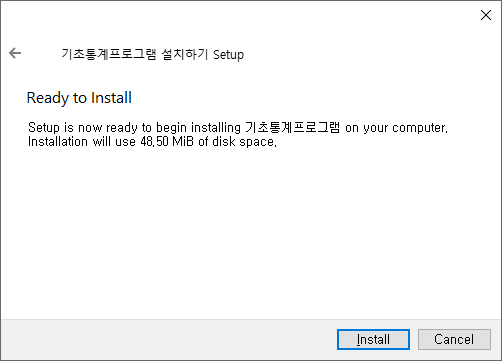 기초통계프로그램 설치하기 Setup
Ready to Install
Setup is now ready to begin installing 기초통계프로그램 on your computer.
Installation will use 48,50 MiB of disk space.
Install
Cancel